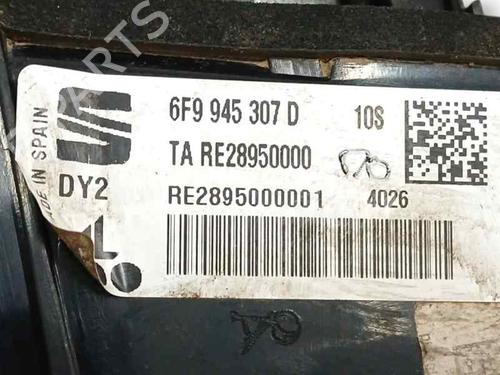 6F9 945 307 D 10S
TA RE28950000
DY2
RE2895000001 4026
MADE IN SPAIN
L